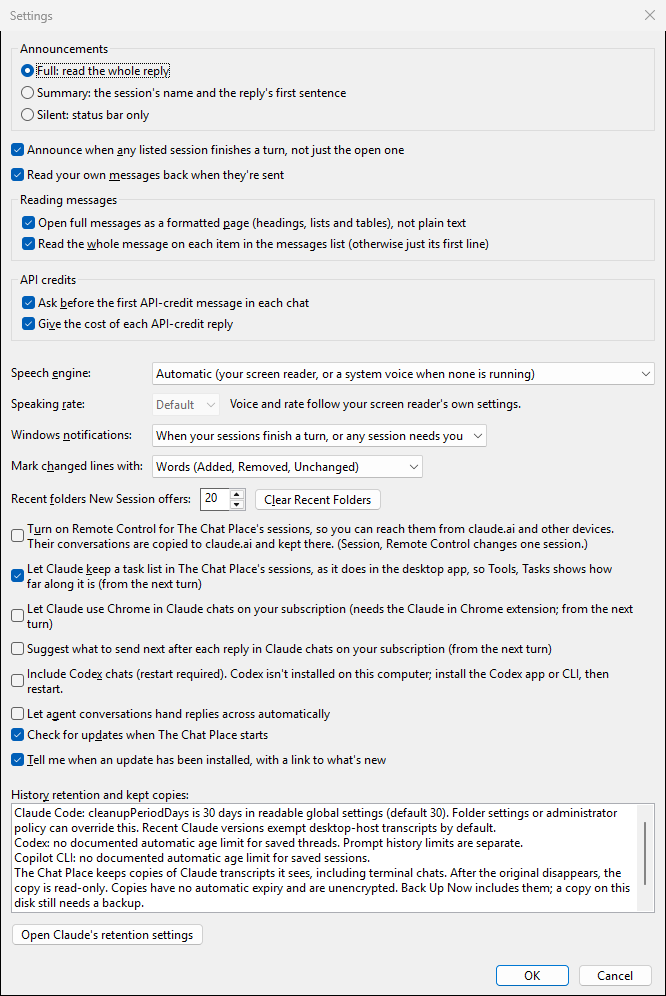 Settings
Announcements
Full: read the whole reply
Summary: the session's name and the reply's first sentence
Silent: status bar only
Announce when any listed session finishes a turn, not just the open one
Read your own messages back when they're sent
Reading messages
Open full messages as a formatted page (headings, lists and tables), not plain text
Read the whole message on each item in the messages list (otherwise just its first line)
API credits
Ask before the first API-credit message in each chat
Give the cost of each API-credit reply
Speech engine:
Automatic (your screen reader, or a system voice when none is running)
Speaking rate:
Default
Voice and rate follow your screen reader's own settings.
Windows notifications:
When your sessions finish a turn, or any session needs you
Mark changed lines with:
Words (Added, Removed, Unchanged)
Recent folders New Session offers:
20
Clear Recent Folders
Turn on Remote Control for The Chat Place's sessions, so you can reach them from claude.ai and other devices.
Their conversations are copied to claude.ai and kept there. (Session, Remote Control changes one session.)
Let Claude keep a task list in The Chat Place's sessions, as it does in the desktop app, so Tools, Tasks shows how
far along it is (from the next turn)
Let Claude use Chrome in Claude chats on your subscription (needs the Claude in Chrome extension; from the next
turn)
Suggest what to send next after each reply in Claude chats on your subscription (from the next turn)
Include Codex chats (restart required). Codex isn't installed on this computer; install the Codex app or CLI, then
restart.
Let agent conversations hand replies across automatically
Check for updates when The Chat Place starts
Tell me when an update has been installed, with a link to what's new
History retention and kept copies:
Claude Code: cleanupPeriodDays is 30 days in readable global settings (default 30). Folder settings or administrator
policy can override this. Recent Claude versions exempt desktop-host transcripts by default.
Codex: no documented automatic age limit for saved threads. Prompt history limits are separate.
Copilot CLI: no documented automatic age limit for saved sessions.
The Chat Place keeps copies of Claude transcripts it sees, including terminal chats. After the original disappears, the
copy is read-only. Copies have no automatic expiry and are unencrypted. Back Up Now includes them; a copy on this
disk still needs a backup.
Open Claude's retention settings
OK
Cancel